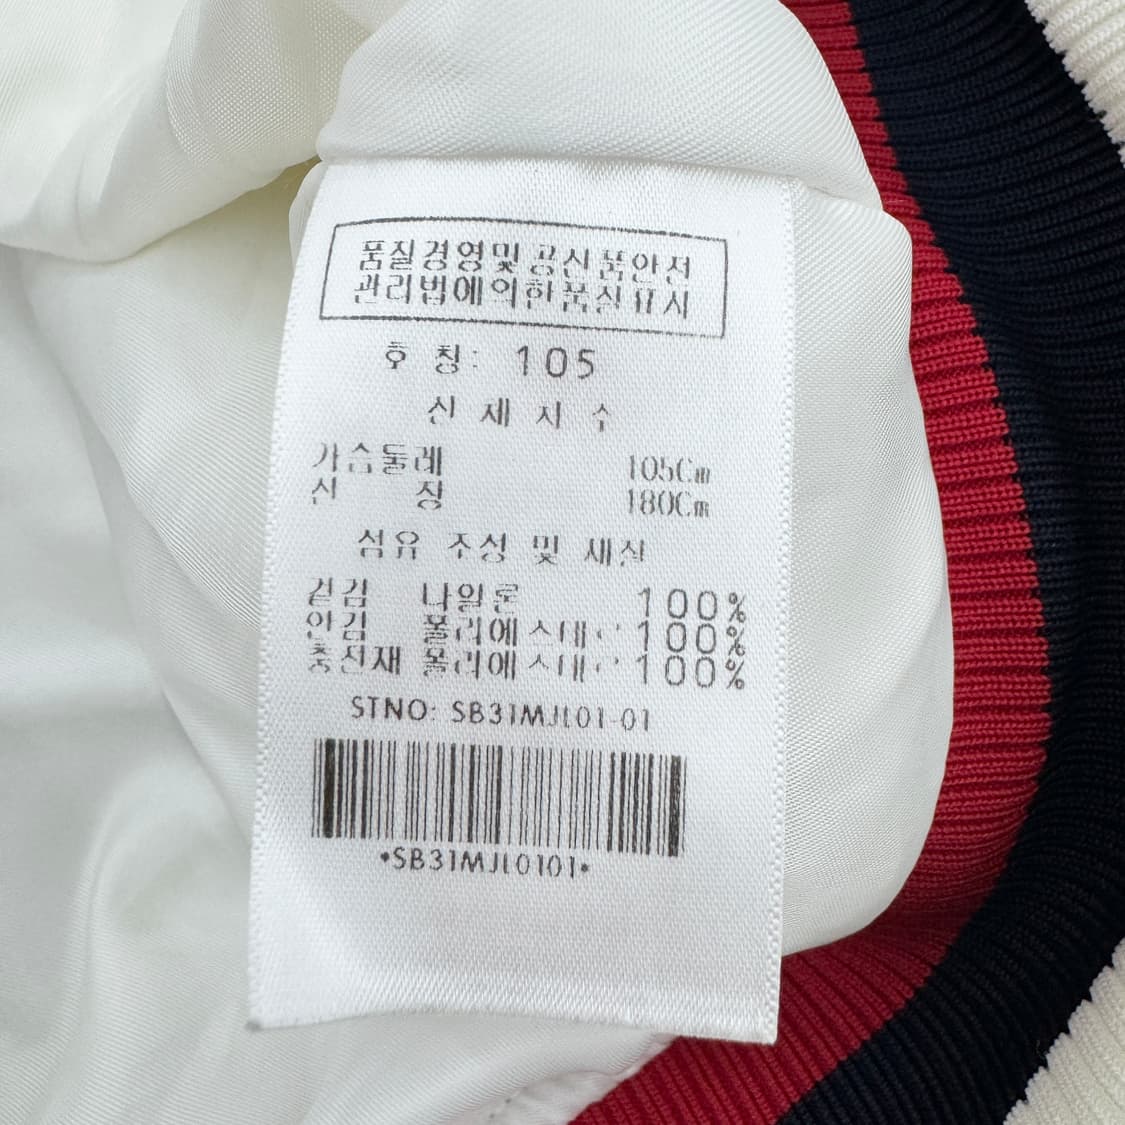 품질경영및 공산품안전
관리법에의한품질표시
호 칭: 105
신 체 치 수
가슴둘레 105Cm
신 장 180Cm
섬유 조성 및 재질
겉감 나일론 100%
안감 폴리에스테르 100%
충전재 폴리에스테르 100%
STNO: SB31MJL01-01
*SB31MJL0101*